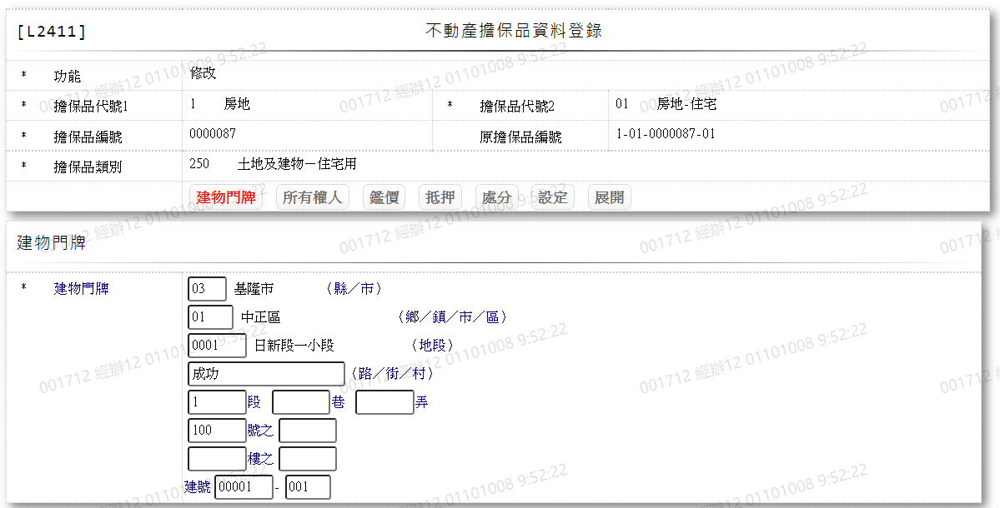 [L2411] 不動產擔保品資料登錄
* 功能 修改
* 擔保品代號1 1 房地 * 擔保品代號2 01 房地-住宅
* 擔保品編號 0000087 原擔保品編號 1-01-0000087-01
* 擔保品類別 250 土地及建物－住宅用
建物門牌 所有權人 鑑價 抵押 處分 設定 展開
建物門牌
* 建物門牌 03 基隆市 （縣／市）
01 中正區 （鄉／鎮／市／區）
0001 日新段一小段 （地段）
成功 （路／街／村）
1 段 巷 弄
100 號之
樓之
建號 00001 - 001
001712 經辦12 01101008 9:52:22